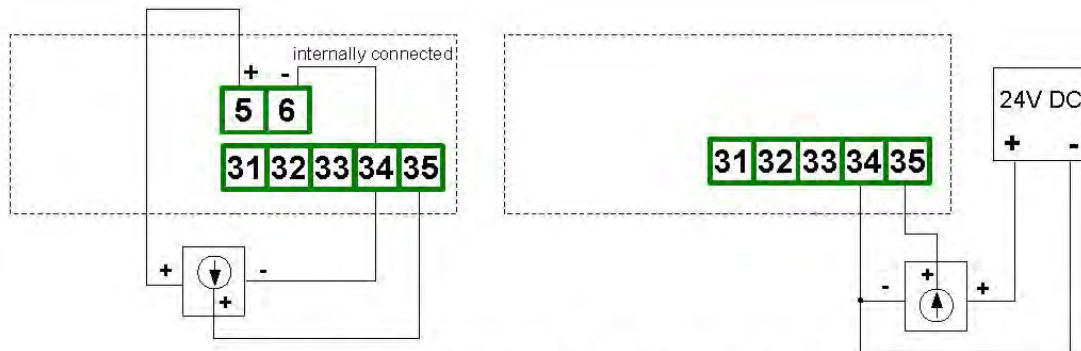 internally connected
+ -
5 6
31 32 33 34 35
+ -
+
31 32 33 34 35
24V DC
+ -
- + +